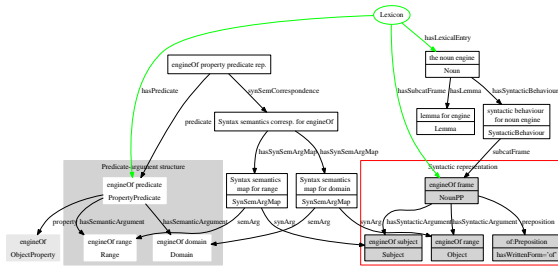 Lexicon
hasLexicalEntry
the noun engine
Noun
engineOf property predicate rep.
hasPredicate
hasSubcatFrame
hasLemma
hasSyntacticBehaviour
synSemCorrespondence
predicate
lemma for engine
Lemma
syntactic behaviour
for noun engine
SyntacticBehaviour
Syntax semantics corresp. for engineOf
hasSynSemArgMap
hasSynSemArgMap
subcatFrame
Predicate-argument structure
Syntactic representation
engineOf predicate
PropertyPredicate
Syntax semantics
map for range
SynSemArgMap
Syntax semantics
map for domain
SynSemArgMap
engineOf frame
NounPP
property
hasSemanticArgument
hasSemanticArgument
semArg
synArg
semArg
synArg
hasSyntacticArgument
hasSyntacticArgument
preposition
engineOf
ObjectProperty
engineOf range
Range
engineOf domain
Domain
engineOf subject
Subject
engineOf range
Object
of:Preposition
hasWrittenForm="of"